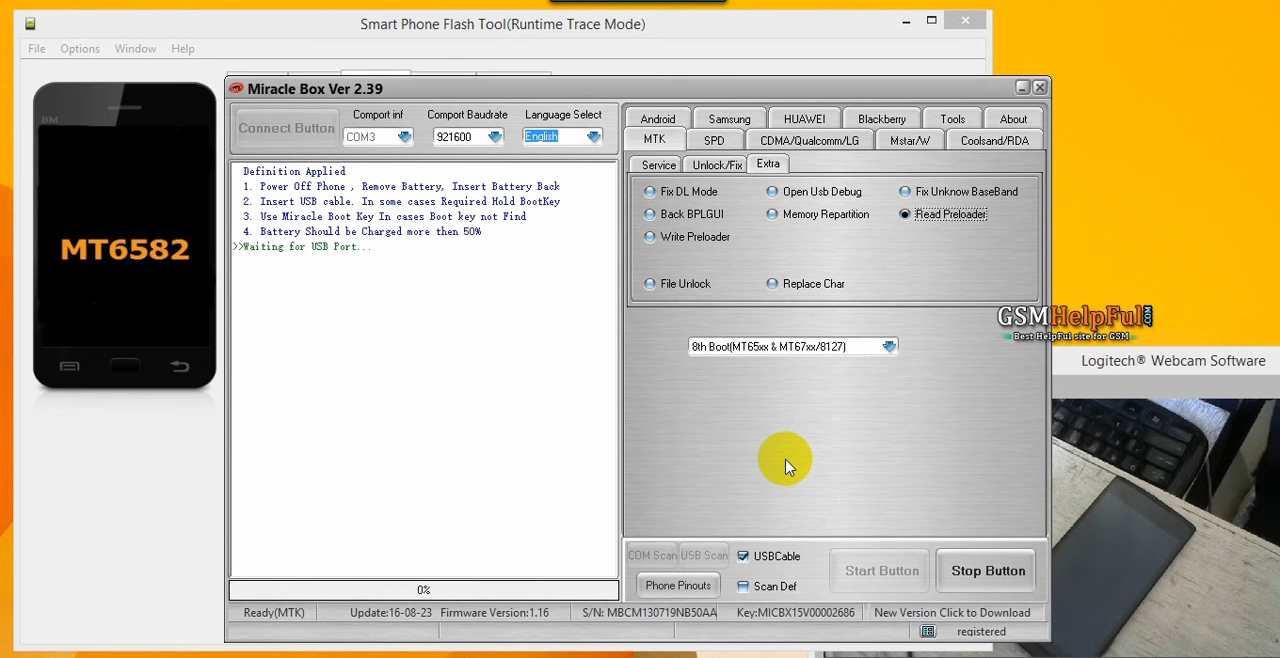 Smart Phone Flash Tool(Runtime Trace Mode)
File Options Window Help
BM
MT6582
Miracle Box Ver 2.39
Connect Button
Comport inf Comport Baudrate Language Select
COM3 921600 English
Definition Applied
1. Power Off Phone , Remove Battery, Insert Battery Back
2. Insert USB cable. In some cases Required Hold BootKey
3. Use Miracle Boot Key In cases Boot key not Find
4. Battery Should be Charged more then 50%
>>Waiting for USB Port...
0%
Android Samsung HUAWEI Blackberry Tools About
MTK SPD CDMA/Qualcomm/LG Mstar/W Coolsand/RDA
Service Unlock/Fix Extra
Fix DL Mode Open Usb Debug Fix Unknow BaseBand
Back BPLGUI Memory Repartition Read Preloader
Write Preloader
File Unlock Replace Char
8th Boot(MT65xx & MT67xx/8127)
GSMHelpFul.COM
Best HelpFul site for GSM
Logitech® Webcam Software
COM Scan USB Scan USBCable Start Button Stop Button
Phone Pinouts Scan Def
Ready(MTK) Update:16-08-23 Firmware Version:1.16 S/N: MBCM130719NB50AA Key:MICBX15V00002686 New Version Click to Download
registered